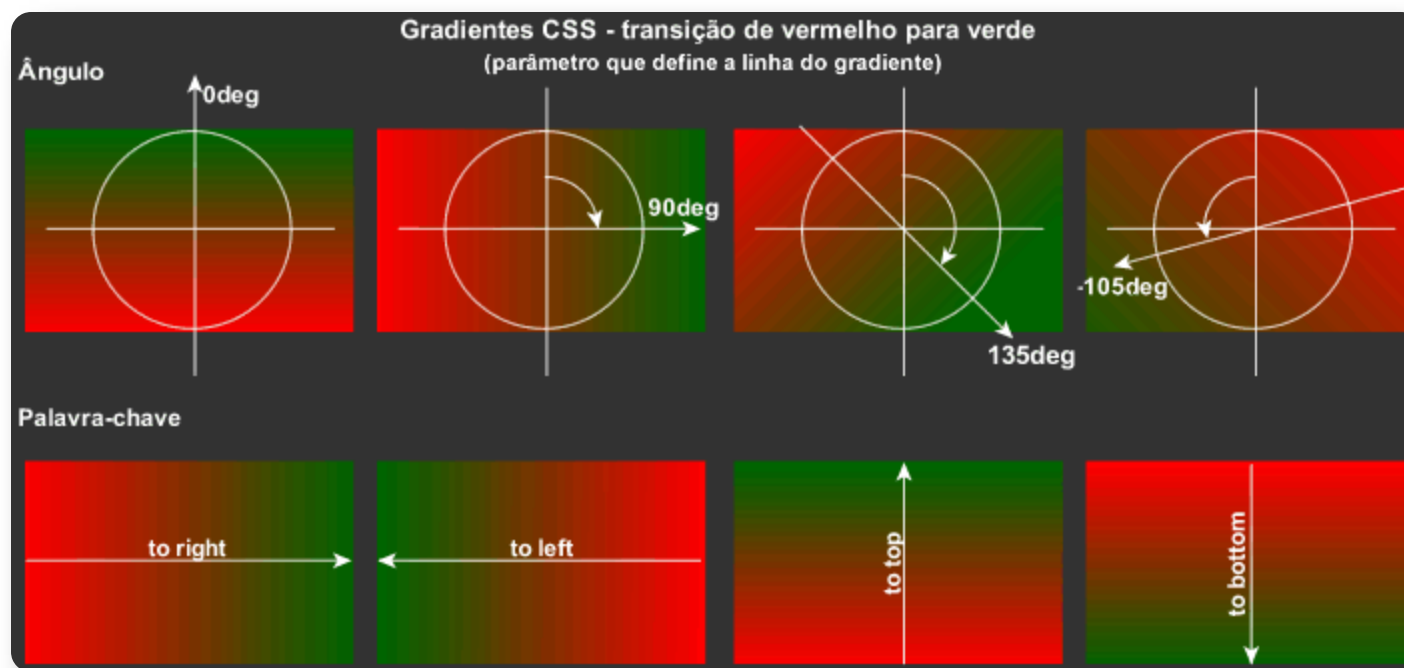 Gradientes CSS - transição de vermelho para verde
(parâmetro que define a linha do gradiente)
Ângulo
0deg
90deg
135deg
-105deg
Palavra-chave
to right
to left
to top
to bottom